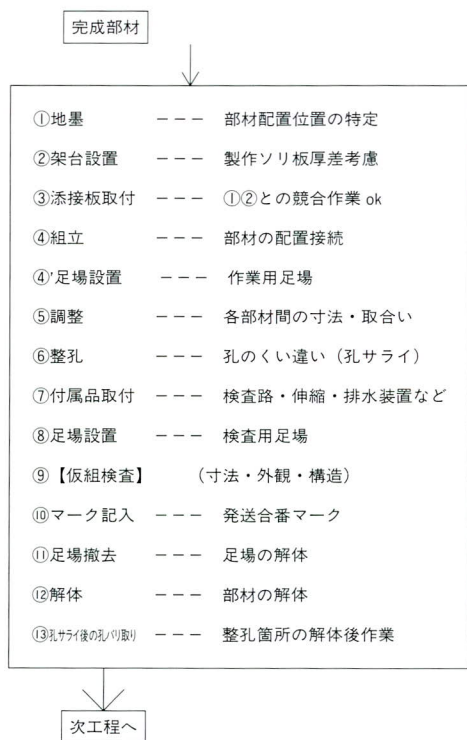 完成部材
①地墨 --- 部材配置位置の特定
②架台設置 --- 製作ソリ板厚差考慮
③添接板取付 --- ①②との競合作業 ok
④組立 --- 部材の配置接続
④'足場設置 --- 作業用足場
⑤調整 --- 各部材間の寸法・取合い
⑥整孔 --- 孔のくい違い（孔サライ）
⑦付属品取付 --- 検査路・伸縮・排水装置など
⑧足場設置 --- 検査用足場
⑨【仮組検査】 （寸法・外観・構造）
⑩マーク記入 --- 発送合番マーク
⑪足場撤去 --- 足場の解体
⑫解体 --- 部材の解体
⑬孔サライ後の孔バリ取り --- 整孔箇所の解体後作業
次工程へ